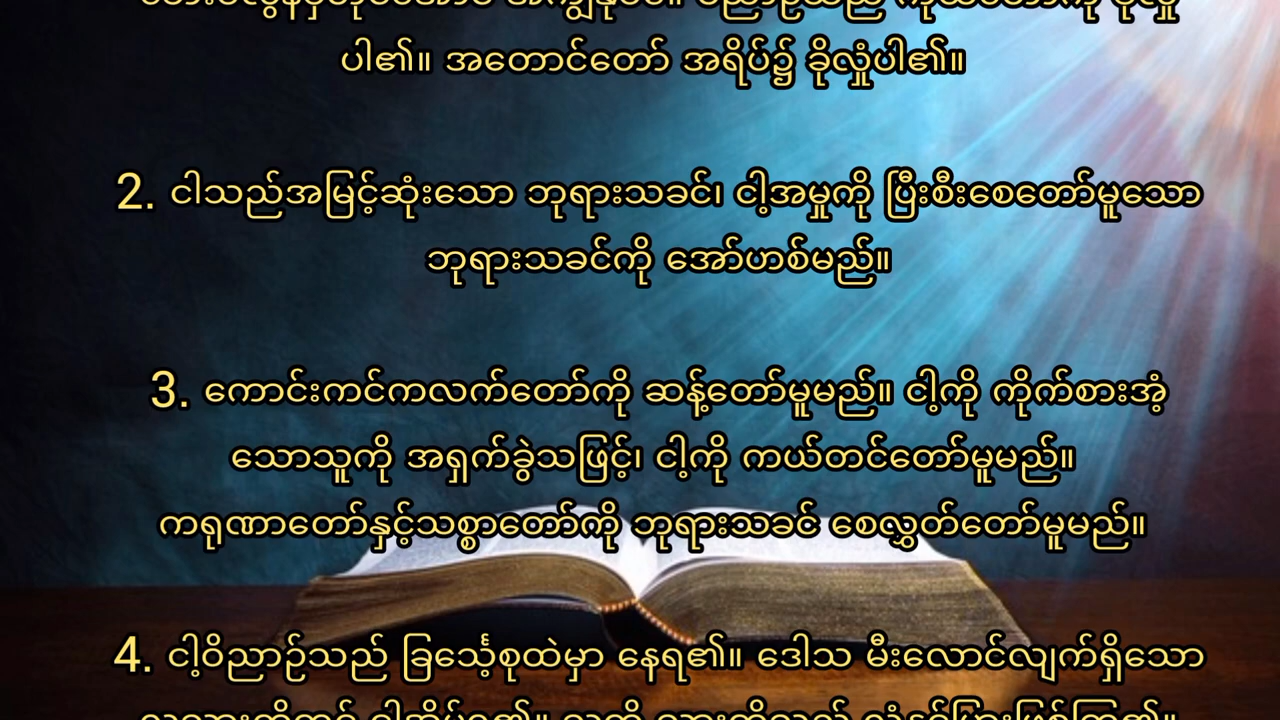 ပါ၏။ အတောင်တော် အရိပ်၌ ခိုလှုံပါ၏။
2. ငါသည်အမြင့်ဆုံးသော ဘုရားသခင်၊ ငါ့အမှုကို ပြီးစီးစေတော်မူသော
ဘုရားသခင်ကို အော်ဟစ်မည်။
3. ကောင်းကင်ကလက်တော်ကို ဆန့်တော်မူမည်။ ငါ့ကို ကိုက်စားအံ့
သောသူကို အရှက်ခွဲသဖြင့်၊ ငါ့ကို ကယ်တင်တော်မူမည်။
ကရုဏာတော်နှင့်သစ္စာတော်ကို ဘုရားသခင် စေလွှတ်တော်မူမည်။
4. ငါ့ဝိညာဉ်သည် ခြင်္သေ့စုထဲမှာ နေရ၏။ ဒေါသ မီးလောင်လျက်ရှိသော